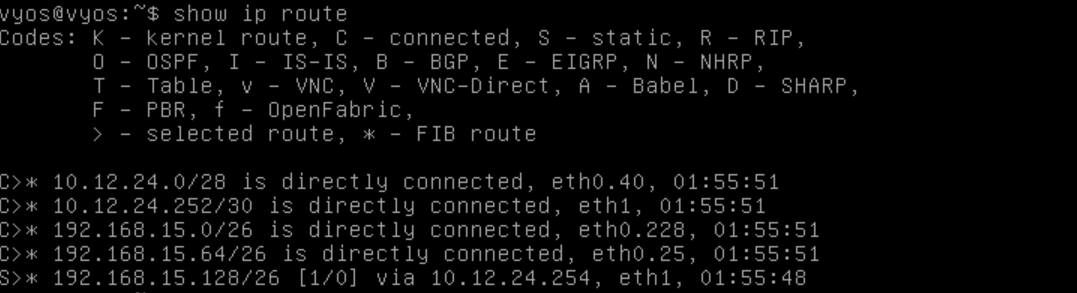 vyos@vyos:~$ show ip route
Codes: K - kernel route, C - connected, S - static, R - RIP,
       O - OSPF, I - IS-IS, B - BGP, E - EIGRP, N - NHRP,
       T - Table, v - VNC, V - VNC-Direct, A - Babel, D - SHARP,
       F - PBR, f - OpenFabric,
       > - selected route, * - FIB route

C>* 10.12.24.0/28 is directly connected, eth0.40, 01:55:51
C>* 10.12.24.252/30 is directly connected, eth1, 01:55:51
C>* 192.168.15.0/26 is directly connected, eth0.228, 01:55:51
C>* 192.168.15.64/26 is directly connected, eth0.25, 01:55:51
S>* 192.168.15.128/26 [1/0] via 10.12.24.254, eth1, 01:55:48